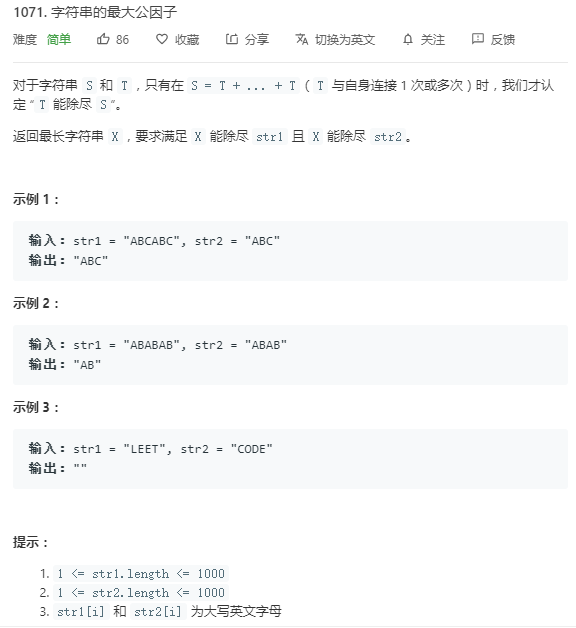 1071. 字符串的最大公因子
难度 简单 86 收藏 分享 切换为英文 关注 反馈
对于字符串 S 和 T，只有在 S = T + ... + T（ T 与自身连接 1 次或多次）时，我们才认
定 “ T 能除尽 S”。
返回最长字符串 X，要求满足 X 能除尽 str1 且 X 能除尽 str2。
示例 1：
输入：str1 = "ABCABC", str2 = "ABC"
输出："ABC"
示例 2：
输入：str1 = "ABABAB", str2 = "ABAB"
输出："AB"
示例 3：
输入：str1 = "LEET", str2 = "CODE"
输出：""
提示：
1. 1 <= str1.length <= 1000
2. 1 <= str2.length <= 1000
3. str1[i] 和 str2[i] 为大写英文字母